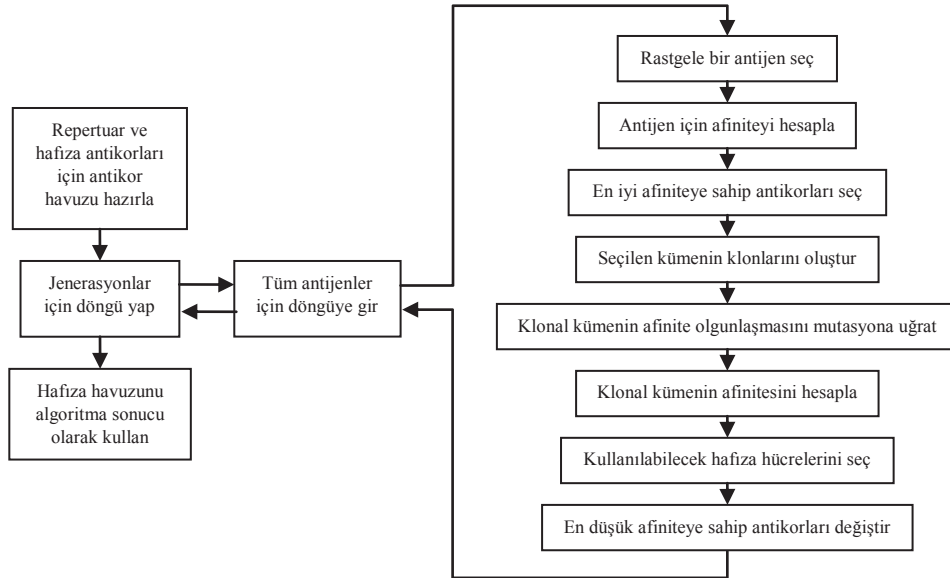 Repertuar ve
hafıza antikorları
için antikor
havuzu hazırla
Jenerasyonlar
için döngü yap
Hafıza havuzunu
algoritma sonucu
olarak kullan
Tüm antijenler
için döngüye gir
Rastgele bir antijen seç
Antijen için afiniteyi hesapla
En iyi afiniteye sahip antikorları seç
Seçilen kümenin klonlarını oluştur
Klonal kümenin afinite olgunlaşmasını mutasyona uğrat
Klonal kümenin afinitesini hesapla
Kullanılabilecek hafıza hücrelerini seç
En düşük afiniteye sahip antikorları değiştir